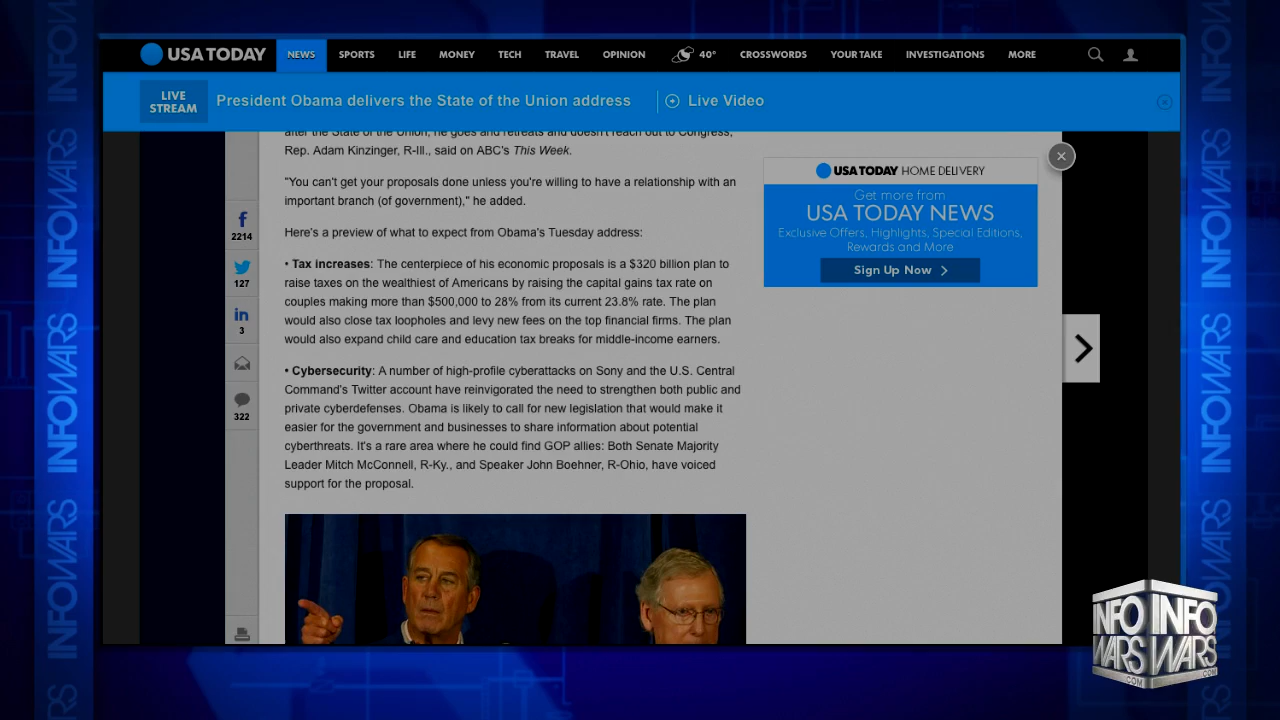 USA TODAY NEWS SPORTS LIFE MONEY TECH TRAVEL OPINION 40° CROSSWORDS YOUR TAKE INVESTIGATIONS MORE
LIVE
STREAM
President Obama delivers the State of the Union address
Live Video
after the State of the Union, he goes and retreats and doesn't reach out to Congress,
Rep. Adam Kinzinger, R-Ill., said on ABC's This Week.
"You can't get your proposals done unless you're willing to have a relationship with an
important branch (of government)," he added.
Here's a preview of what to expect from Obama's Tuesday address:
• Tax increases: The centerpiece of his economic proposals is a $320 billion plan to
raise taxes on the wealthiest of Americans by raising the capital gains tax rate on
couples making more than $500,000 to 28% from its current 23.8% rate. The plan
would also close tax loopholes and levy new fees on the top financial firms. The plan
would also expand child care and education tax breaks for middle-income earners.
• Cybersecurity: A number of high-profile cyberattacks on Sony and the U.S. Central
Command's Twitter account have reinvigorated the need to strengthen both public and
private cyberdefenses. Obama is likely to call for new legislation that would make it
easier for the government and businesses to share information about potential
cyberthreats. It's a rare area where he could find GOP allies: Both Senate Majority
Leader Mitch McConnell, R-Ky., and Speaker John Boehner, R-Ohio, have voiced
support for the proposal.
f
2214
127
in
3
322
USA TODAY HOME DELIVERY
Get more from
USA TODAY NEWS
Exclusive Offers, Highlights, Special Editions,
Rewards and More
Sign Up Now
INFOWARS
INFOWARS
INFOWARS
INFOWARS
INFOWARS
INFOWARS
INFOWARS
INFOWARS
INFO INFO
WARS WARS
.COM .COM